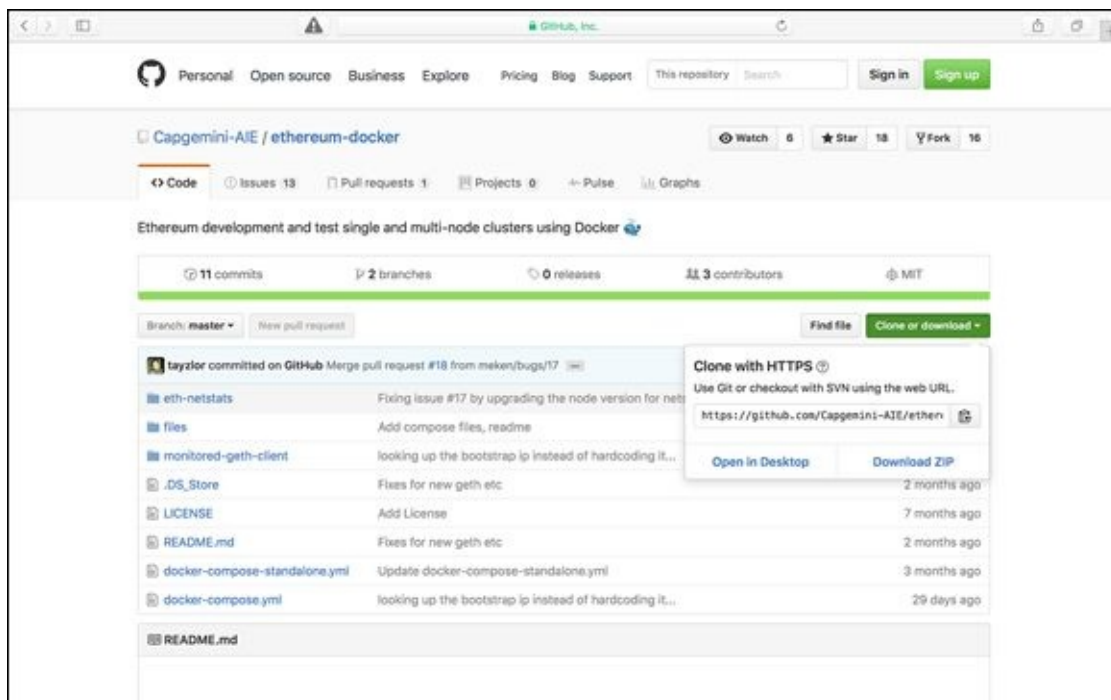 GitHub, Inc.
Personal Open source Business Explore Pricing Blog Support This repository Search Sign in Sign up
Capgemini-AIE / ethereum-docker Watch 6 Star 18 Fork 16
<> Code Issues 13 Pull requests 1 Projects 0 Pulse Graphs
Ethereum development and test single and multi-node clusters using Docker
11 commits 2 branches 0 releases 3 contributors MIT
Branch: master New pull request Find file Clone or download
tayzlor committed on GitHub Merge pull request #18 from meken/bugs/17 ...
Clone with HTTPS
Use Git or checkout with SVN using the web URL.
https://github.com/Capgemini-AIE/ether
Open in Desktop Download ZIP
eth-netstats Fixing issue #17 by upgrading the node version for net
files Add compose files, readme
monitored-geth-client looking up the bootstrap ip instead of hardcoding it...
.DS_Store Fixes for new geth etc 2 months ago
LICENSE Add License 7 months ago
README.md Fixes for new geth etc 2 months ago
docker-compose-standalone.yml Update docker-compose-standalone.yml 3 months ago
docker-compose.yml looking up the bootstrap ip instead of hardcoding it... 29 days ago
README.md